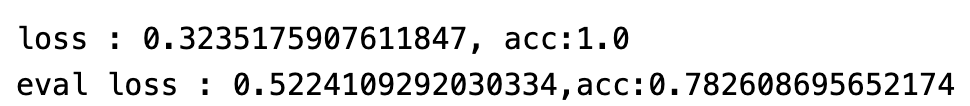 loss : 0.3235175907611847, acc:1.0
eval loss : 0.5224109292030334,acc:0.782608695652174